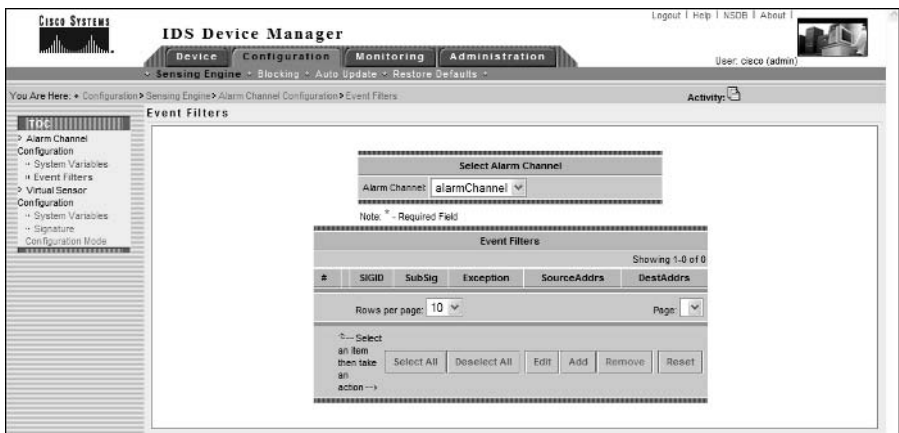 CISCO SYSTEMS
Logout | Help | NSDB | About |
IDS Device Manager
Device Configuration Monitoring Administration
User: cisco (admin)
Sensing Engine Blocking Auto Update Restore Defaults
You Are Here: Configuration > Sensing Engine > Alarm Channel Configuration > Event Filters
Activity:
Event Filters
TOC
Alarm Channel
Configuration
System Variables
Event Filters
Virtual Sensor
Configuration
System Variables
Signature
Configuration Mode
Select Alarm Channel
Alarm Channel: alarmChannel
Note: * - Required Field
Event Filters
Showing 1-0 of 0
# SIGID SubSig Exception SourceAddrs DestAddrs
Rows per page: 10 Page:
<-- Select
an item
then take
an
action -->
Select All Deselect All Edit Add Remove Reset